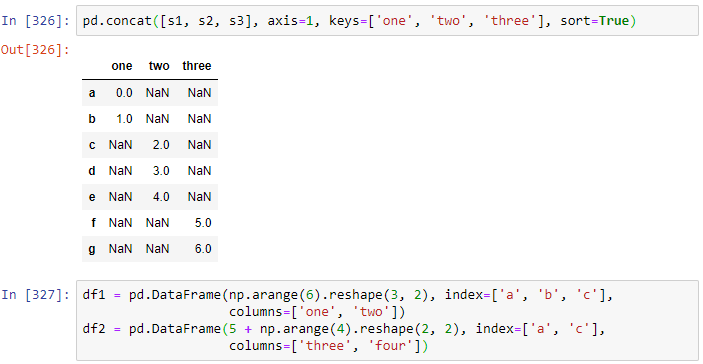 In [326]: pd.concat([s1, s2, s3], axis=1, keys=['one', 'two', 'three'], sort=True)
Out[326]:
one two three
a 0.0 NaN NaN
b 1.0 NaN NaN
c NaN 2.0 NaN
d NaN 3.0 NaN
e NaN 4.0 NaN
f NaN NaN 5.0
g NaN NaN 6.0
In [327]: df1 = pd.DataFrame(np.arange(6).reshape(3, 2), index=['a', 'b', 'c'],
columns=['one', 'two'])
df2 = pd.DataFrame(5 + np.arange(4).reshape(2, 2), index=['a', 'c'],
columns=['three', 'four'])